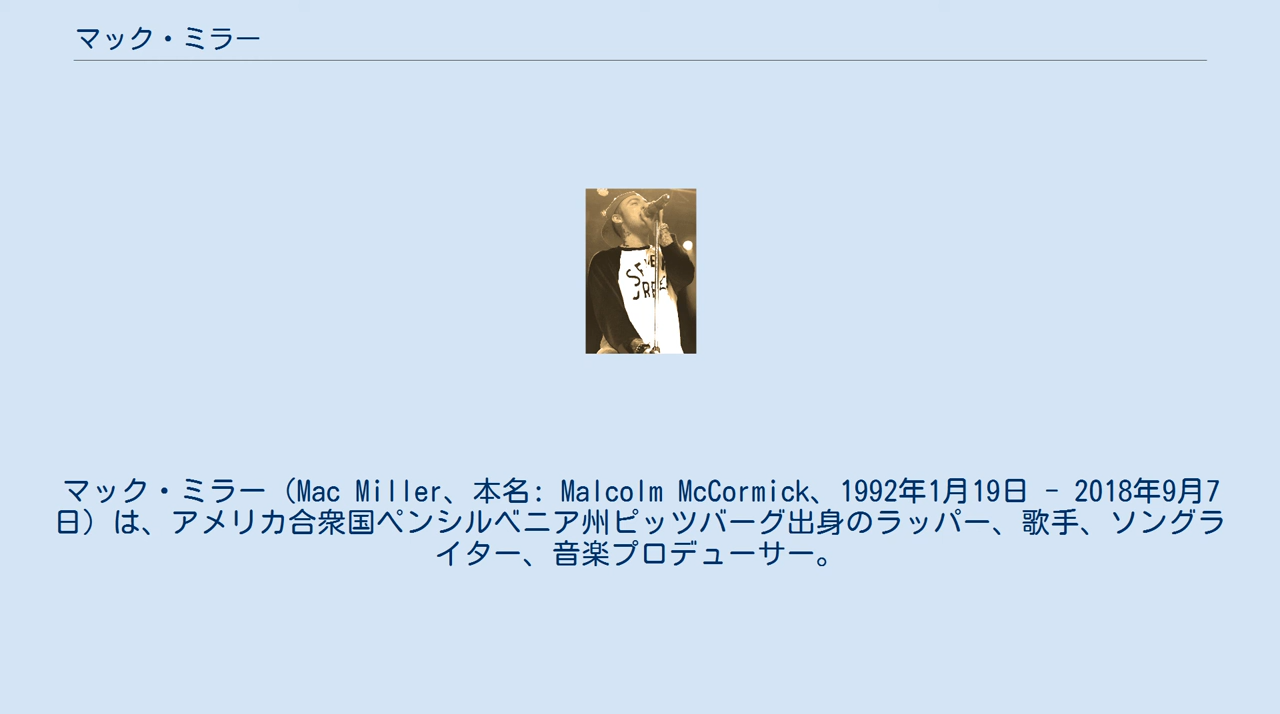 マック・ミラー
マック・ミラー（Mac Miller、本名: Malcolm McCormick、1992年1月19日 - 2018年9月7
日）は、アメリカ合衆国ペンシルベニア州ピッツバーグ出身のラッパー、歌手、ソングラ
イター、音楽プロデューサー。